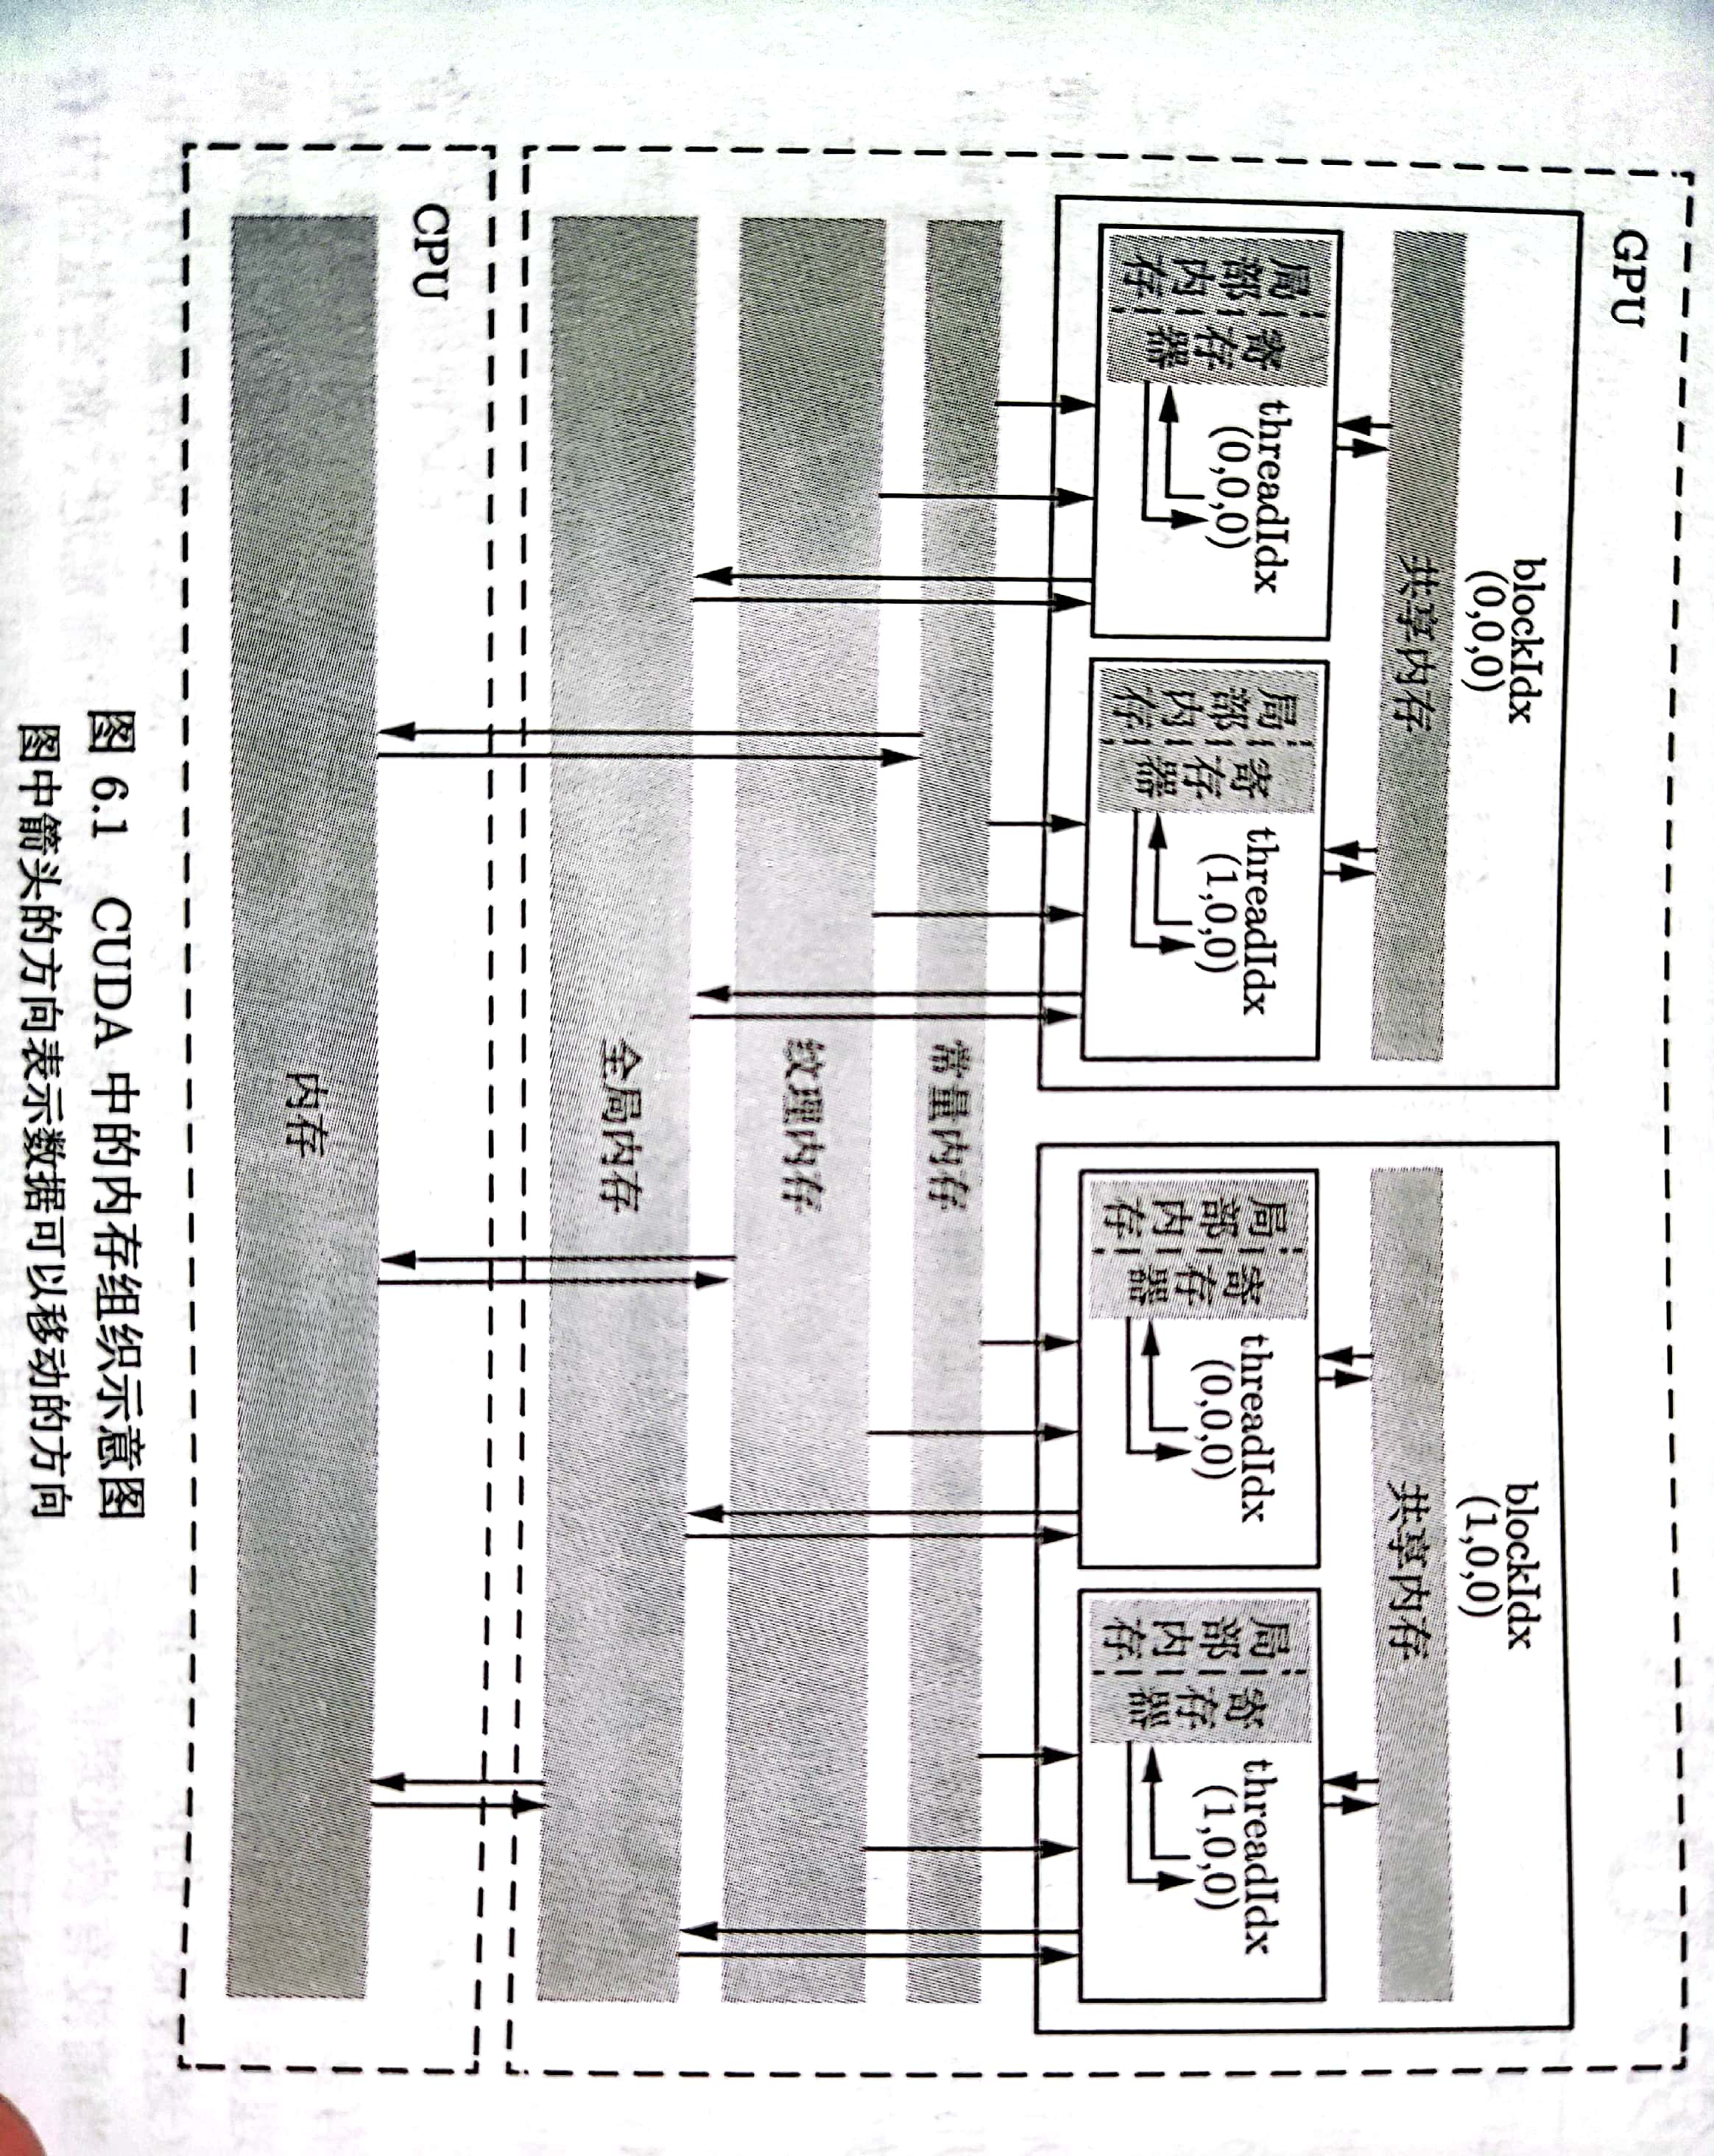 GPU
blockIdx
(0,0,0)
共享内存
局部内存
寄存器
threadIdx
(0,0,0)
局部内存
寄存器
threadIdx
(1,0,0)
blockIdx
(1,0,0)
共享内存
局部内存
寄存器
threadIdx
(0,0,0)
局部内存
寄存器
threadIdx
(1,0,0)
常量内存
纹理内存
全局内存
CPU
内存
图 6.1 CUDA 中的内存组织示意图
图中箭头的方向表示数据可以移动的方向